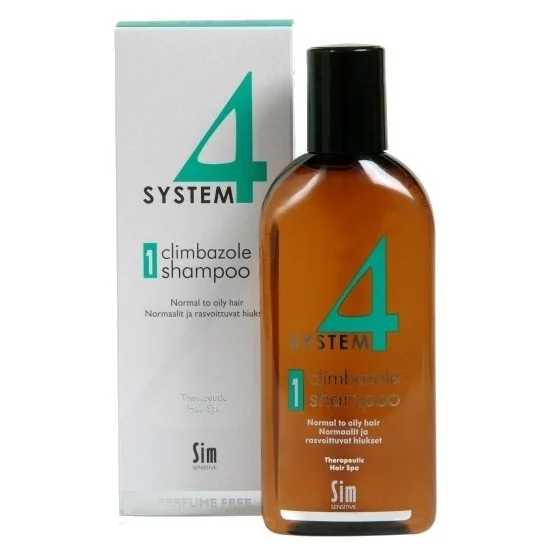 SYSTEM 4
1 climbazole
shampoo
Normal to oily hair
Normaalit ja rasvoittuvat hiuks
Therapeutic
Hair Spa
Sim
SENSITIVE
PERFUME FREE
SYSTEM 4
1 climbazole
shampoo
Normal to oily hair
Normaalit ja
rasvoittuvat hiukset
Therapeutic
Hair Spa
Sim
SENSITIVE